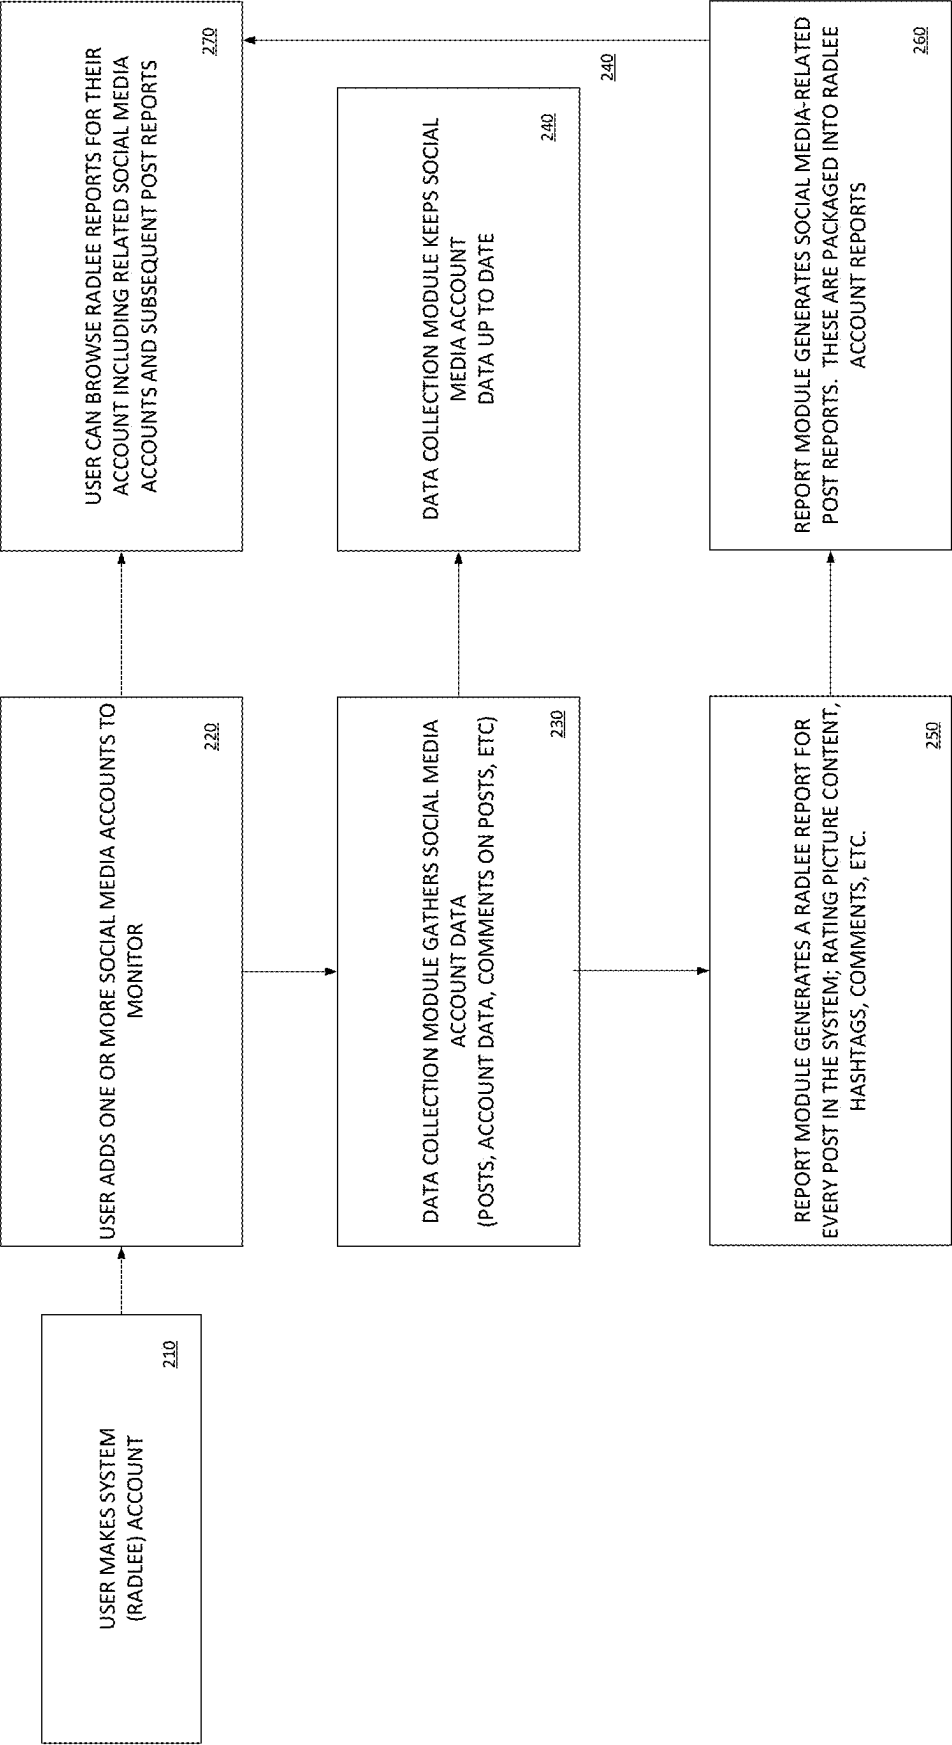 USER MAKES SYSTEM
(RADLEE) ACCOUNT
210
USER ADDS ONE OR MORE SOCIAL MEDIA ACCOUNTS TO
MONITOR
220
USER CAN BROWSE RADLEE REPORTS FOR THEIR
ACCOUNT INCLUDING RELATED SOCIAL MEDIA
ACCOUNTS AND SUBSEQUENT POST REPORTS
270
DATA COLLECTION MODULE GATHERS SOCIAL MEDIA
ACCOUNT DATA
(POSTS, ACCOUNT DATA, COMMENTS ON POSTS, ETC)
230
DATA COLLECTION MODULE KEEPS SOCIAL
MEDIA ACCOUNT
DATA UP TO DATE
240
240
REPORT MODULE GENERATES A RADLEE REPORT FOR
EVERY POST IN THE SYSTEM; RATING PICTURE CONTENT,
HASHTAGS, COMMENTS, ETC.
250
REPORT MODULE GENERATES SOCIAL MEDIA-RELATED
POST REPORTS. THESE ARE PACKAGED INTO RADLEE
ACCOUNT REPORTS
260